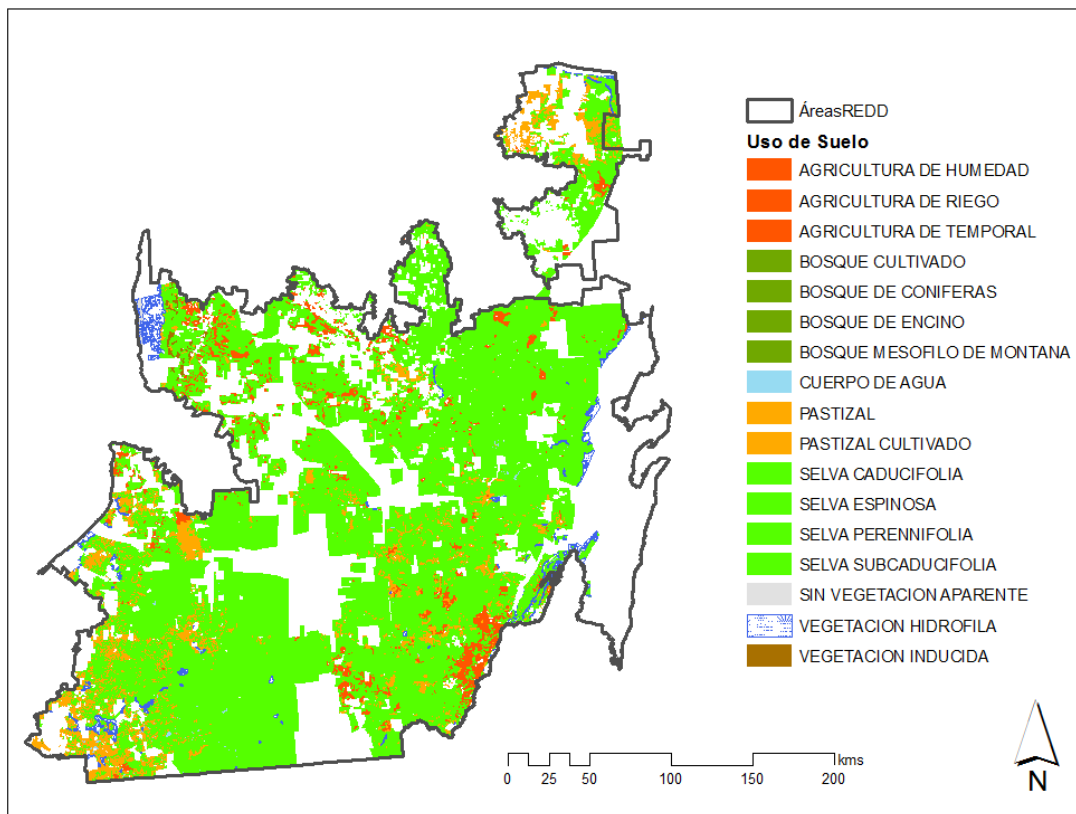 ÁreasREDD
Uso de Suelo
AGRICULTURA DE HUMEDAD
AGRICULTURA DE RIEGO
AGRICULTURA DE TEMPORAL
BOSQUE CULTIVADO
BOSQUE DE CONIFERAS
BOSQUE DE ENCINO
BOSQUE MESOFILO DE MONTANA
CUERPO DE AGUA
PASTIZAL
PASTIZAL CULTIVADO
SELVA CADUCIFOLIA
SELVA ESPINOSA
SELVA PERENNIFOLIA
SELVA SUBCADUCIFOLIA
SIN VEGETACION APARENTE
VEGETACION HIDROFILA
VEGETACION INDUCIDA
kms
0 25 50 100 150 200
N